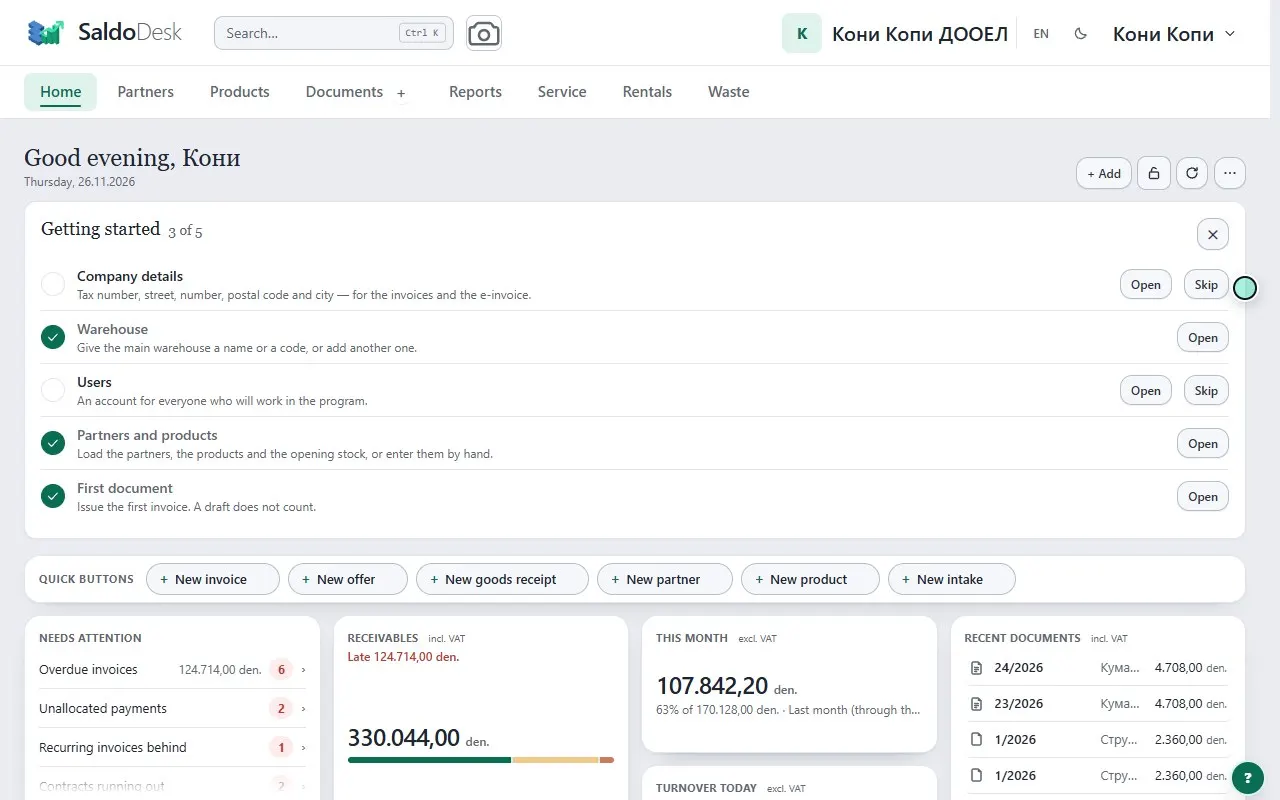 SaldoDesk
Search... Ctrl K
K Кони Копи ДООЕЛ EN Кони Копи
Home Partners Products Documents + Reports Service Rentals Waste
Good evening, Кони
Thursday, 26.11.2026
+ Add ...
Getting started 3 of 5
Company details
Tax number, street, number, postal code and city — for the invoices and the e-invoice.
Open Skip
Warehouse
Give the main warehouse a name or a code, or add another one.
Open
Users
An account for everyone who will work in the program.
Open Skip
Partners and products
Load the partners, the products and the opening stock, or enter them by hand.
Open
First document
Issue the first invoice. A draft does not count.
Open
QUICK BUTTONS + New invoice + New offer + New goods receipt + New partner + New product + New intake
NEEDS ATTENTION
Overdue invoices 124.714,00 den. 6 ›
Unallocated payments 2 ›
Recurring invoices behind 1 ›
Contracts running out 2 ›
RECEIVABLES incl. VAT
Late 124.714,00 den.
330.044,00 den.
THIS MONTH excl. VAT
107.842,20 den.
63% of 170.128,00 den. · Last month (through th...
TURNOVER TODAY excl. VAT
RECENT DOCUMENTS incl. VAT
24/2026 Кума... 4.708,00 den.
23/2026 Кума... 4.708,00 den.
1/2026 Стру... 2.360,00 den.
1/2026 Стру... 2.360,00 den.
?